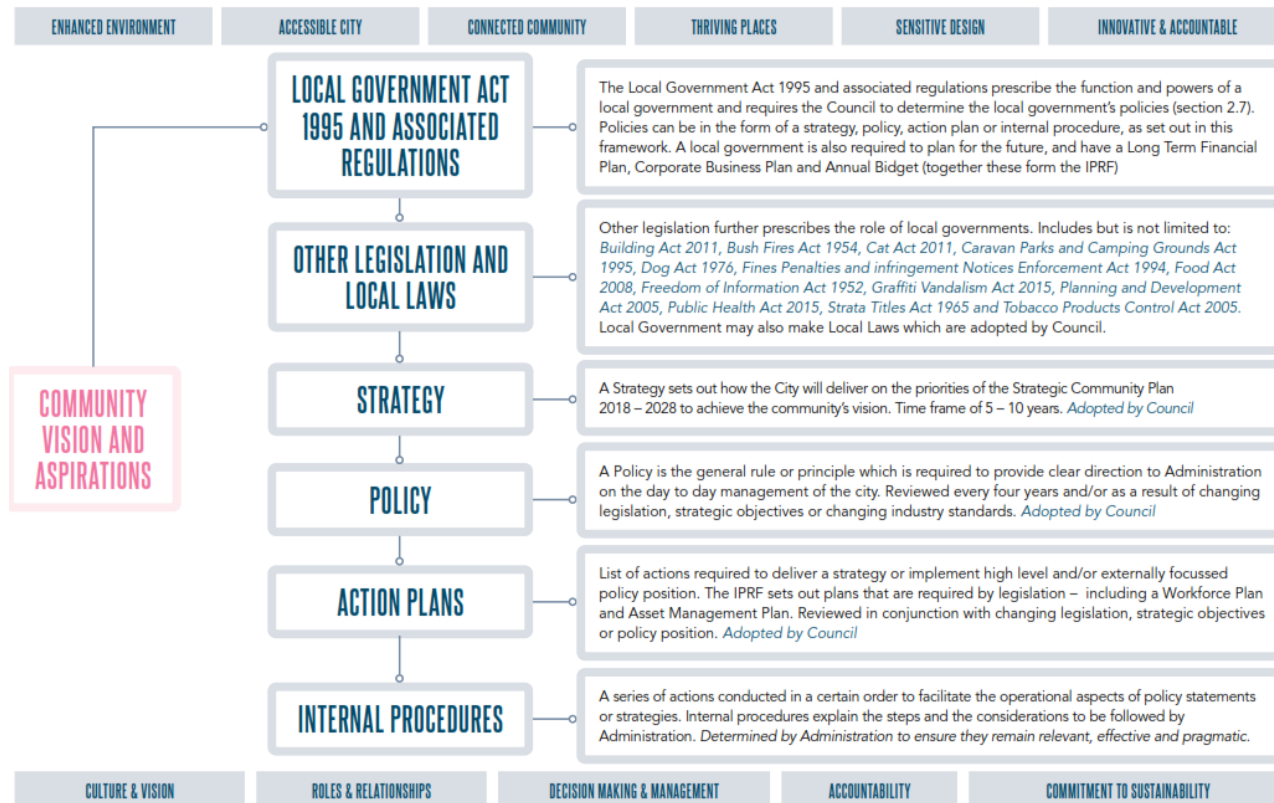 ENHANCED ENVIRONMENT
ACCESSIBLE CITY
CONNECTED COMMUNITY
THRIVING PLACES
SENSITIVE DESIGN
INNOVATIVE & ACCOUNTABLE
COMMUNITY
VISION AND
ASPIRATIONS
LOCAL GOVERNMENT ACT
1995 AND ASSOCIATED
REGULATIONS
The Local Government Act 1995 and associated regulations prescribe the function and powers of a
local government and requires the Council to determine the local government's policies (section 2.7).
Policies can be in the form of a strategy, policy, action plan or internal procedure, as set out in this
framework. A local government is also required to plan for the future, and have a Long Term Financial
Plan, Corporate Business Plan and Annual Budget (together these form the IPRF)
OTHER LEGISLATION AND
LOCAL LAWS
Other legislation further prescribes the role of local governments. Includes but is not limited to:
Building Act 2011, Bush Fires Act 1954, Cat Act 2011, Caravan Parks and Camping Grounds Act
1995, Dog Act 1976, Fines Penalties and infringement Notices Enforcement Act 1994, Food Act
2008, Freedom of Information Act 1952, Graffiti Vandalism Act 2015, Planning and Development
Act 2005, Public Health Act 2015, Strata Titles Act 1965 and Tobacco Products Control Act 2005.
Local Government may also make Local Laws which are adopted by Council.
STRATEGY
A Strategy sets out how the City will deliver on the priorities of the Strategic Community Plan
2018 – 2028 to achieve the community's vision. Time frame of 5 – 10 years. Adopted by Council
POLICY
A Policy is the general rule or principle which is required to provide clear direction to Administration
on the day to day management of the city. Reviewed every four years and/or as a result of changing
legislation, strategic objectives or changing industry standards. Adopted by Council
ACTION PLANS
List of actions required to deliver a strategy or implement high level and/or externally focussed
policy position. The IPRF sets out plans that are required by legislation – including a Workforce Plan
and Asset Management Plan. Reviewed in conjunction with changing legislation, strategic objectives
or policy position. Adopted by Council
INTERNAL PROCEDURES
A series of actions conducted in a certain order to facilitate the operational aspects of policy statements
or strategies. Internal procedures explain the steps and the considerations to be followed by
Administration. Determined by Administration to ensure they remain relevant, effective and pragmatic.
CULTURE & VISION
ROLES & RELATIONSHIPS
DECISION MAKING & MANAGEMENT
ACCOUNTABILITY
COMMITMENT TO SUSTAINABILITY